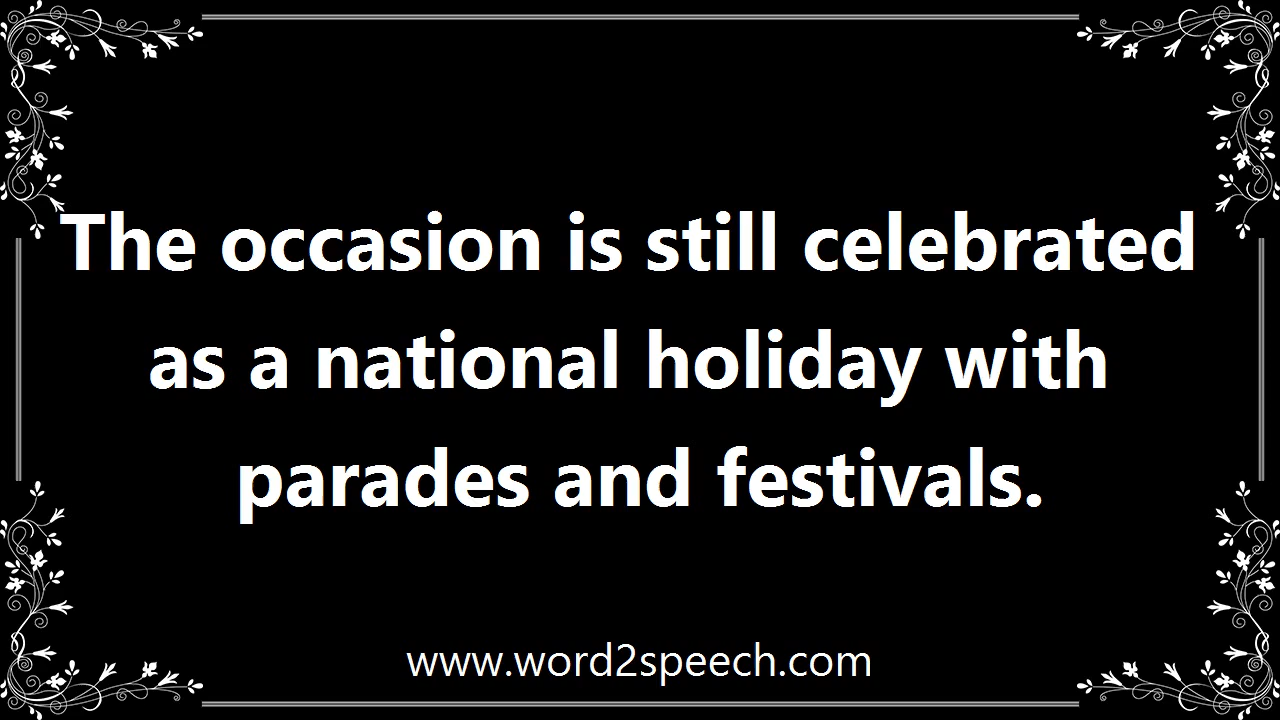 The occasion is still celebrated
as a national holiday with
parades and festivals.
www.word2speech.com